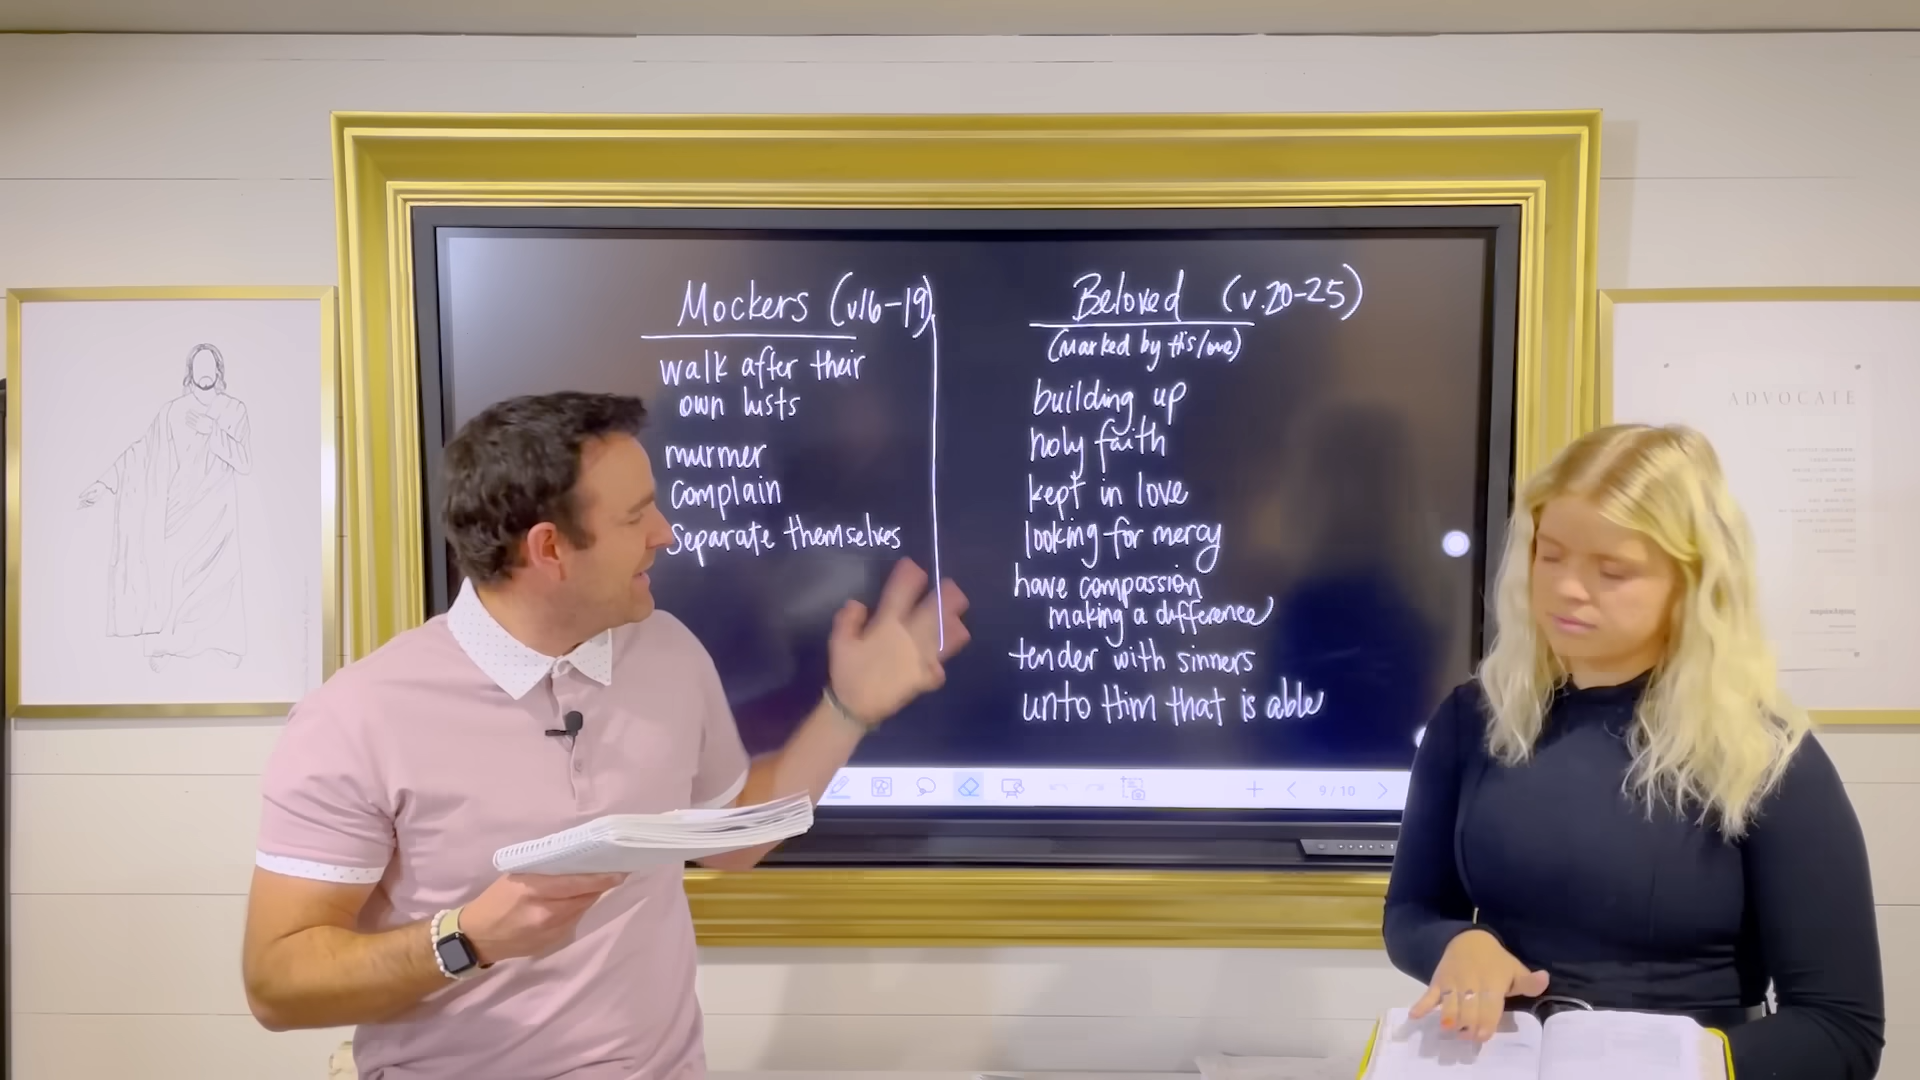 Mockers (v16-19)
walk after their
own lusts
murmer
complain
Separate themselves
Beloved (v.20-25)
(marked by His love)
building up
holy faith
kept in love
looking for mercy
have compassion
making a difference
tender with sinners
unto Him that is able
9/10
ADVOCATE